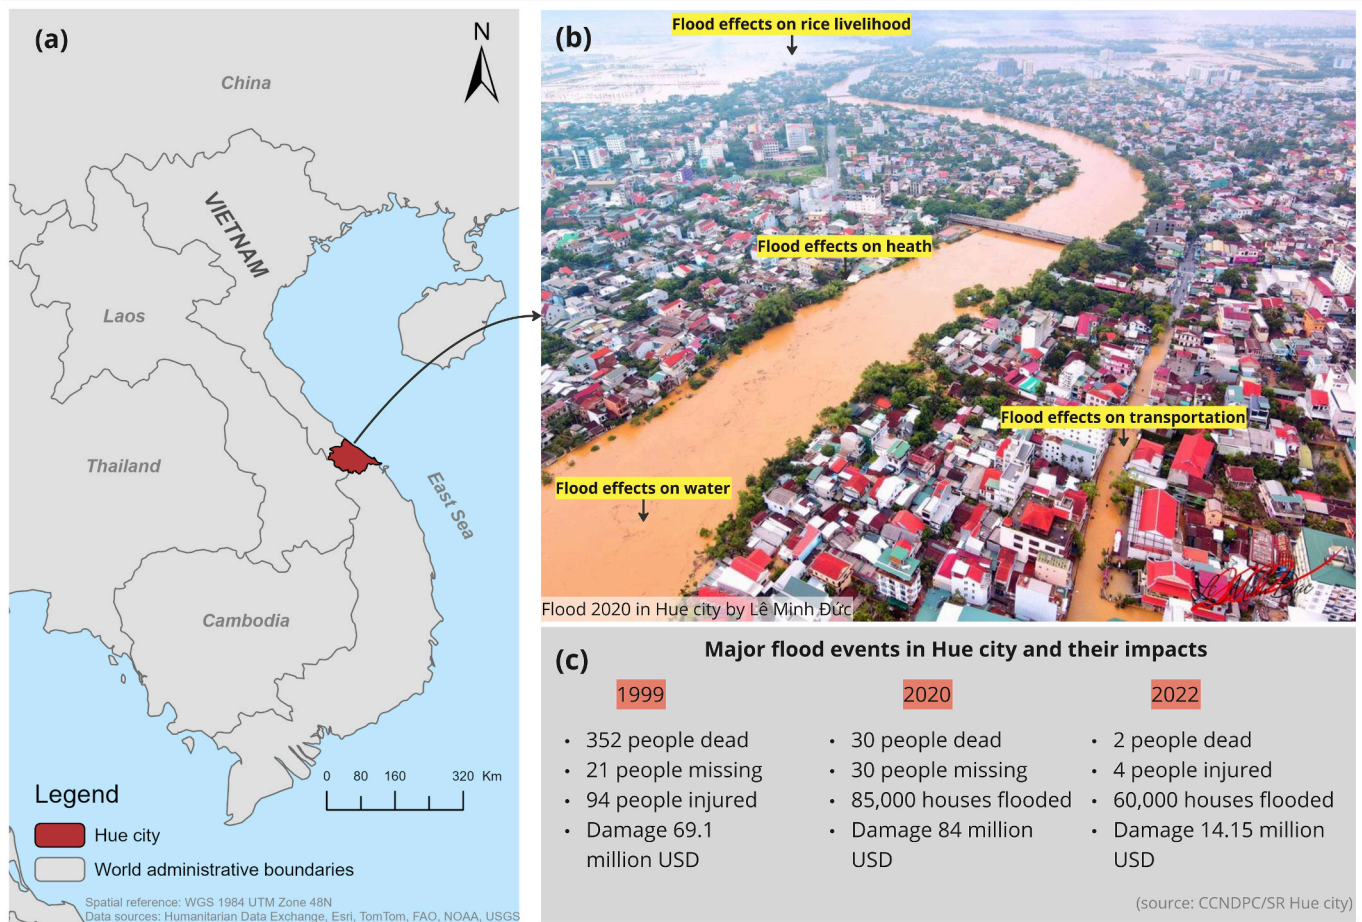 (a)
N
China
VIETNAM
Laos
Thailand
East Sea
Cambodia
0 80 160 320 Km
Legend
Hue city
World administrative boundaries
Spatial reference: WGS 1984 UTM Zone 48N
Data sources: Humanitarian Data Exchange, Esri, TomTom, FAO, NOAA, USGS
(b)
Flood effects on rice livelihood
Flood effects on heath
Flood effects on transportation
Flood effects on water
Flood 2020 in Hue city by Lê Minh Đức
(c)
Major flood events in Hue city and their impacts
1999
• 352 people dead
• 21 people missing
• 94 people injured
• Damage 69.1
million USD
2020
• 30 people dead
• 30 people missing
• 85,000 houses flooded
• Damage 84 million
USD
2022
• 2 people dead
• 4 people injured
• 60,000 houses flooded
• Damage 14.15 million
USD
(source: CCNDPC/SR Hue city)